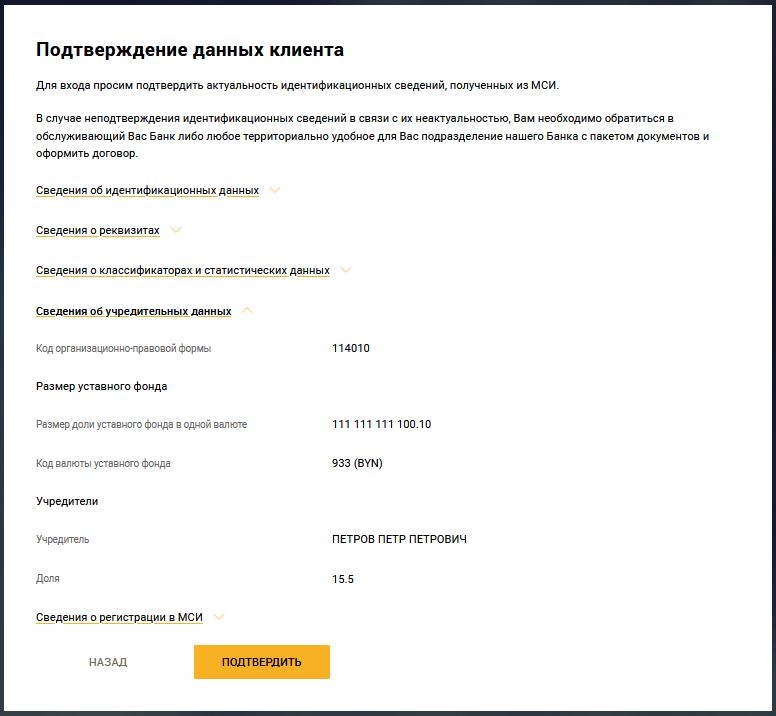 Подтверждение данных клиента
Для входа просим подтвердить актуальность идентификационных сведений, полученных из МСИ.
В случае неподтверждения идентификационных сведений в связи с их неактуальностью, Вам необходимо обратиться в
обслуживающий Вас Банк либо любое территориально удобное для Вас подразделение нашего Банка с пакетом документов и
оформить договор.
Сведения об идентификационных данных
Сведения о реквизитах
Сведения о классификаторах и статистических данных
Сведения об учредительных данных
Код организационно-правовой формы 114010
Размер уставного фонда
Размер доли уставного фонда в одной валюте 111 111 111 100.10
Код валюты уставного фонда 933 (BYN)
Учредители
Учредитель ПЕТРОВ ПЕТР ПЕТРОВИЧ
Доля 15.5
Сведения о регистрации в МСИ
НАЗАД ПОДТВЕРДИТЬ